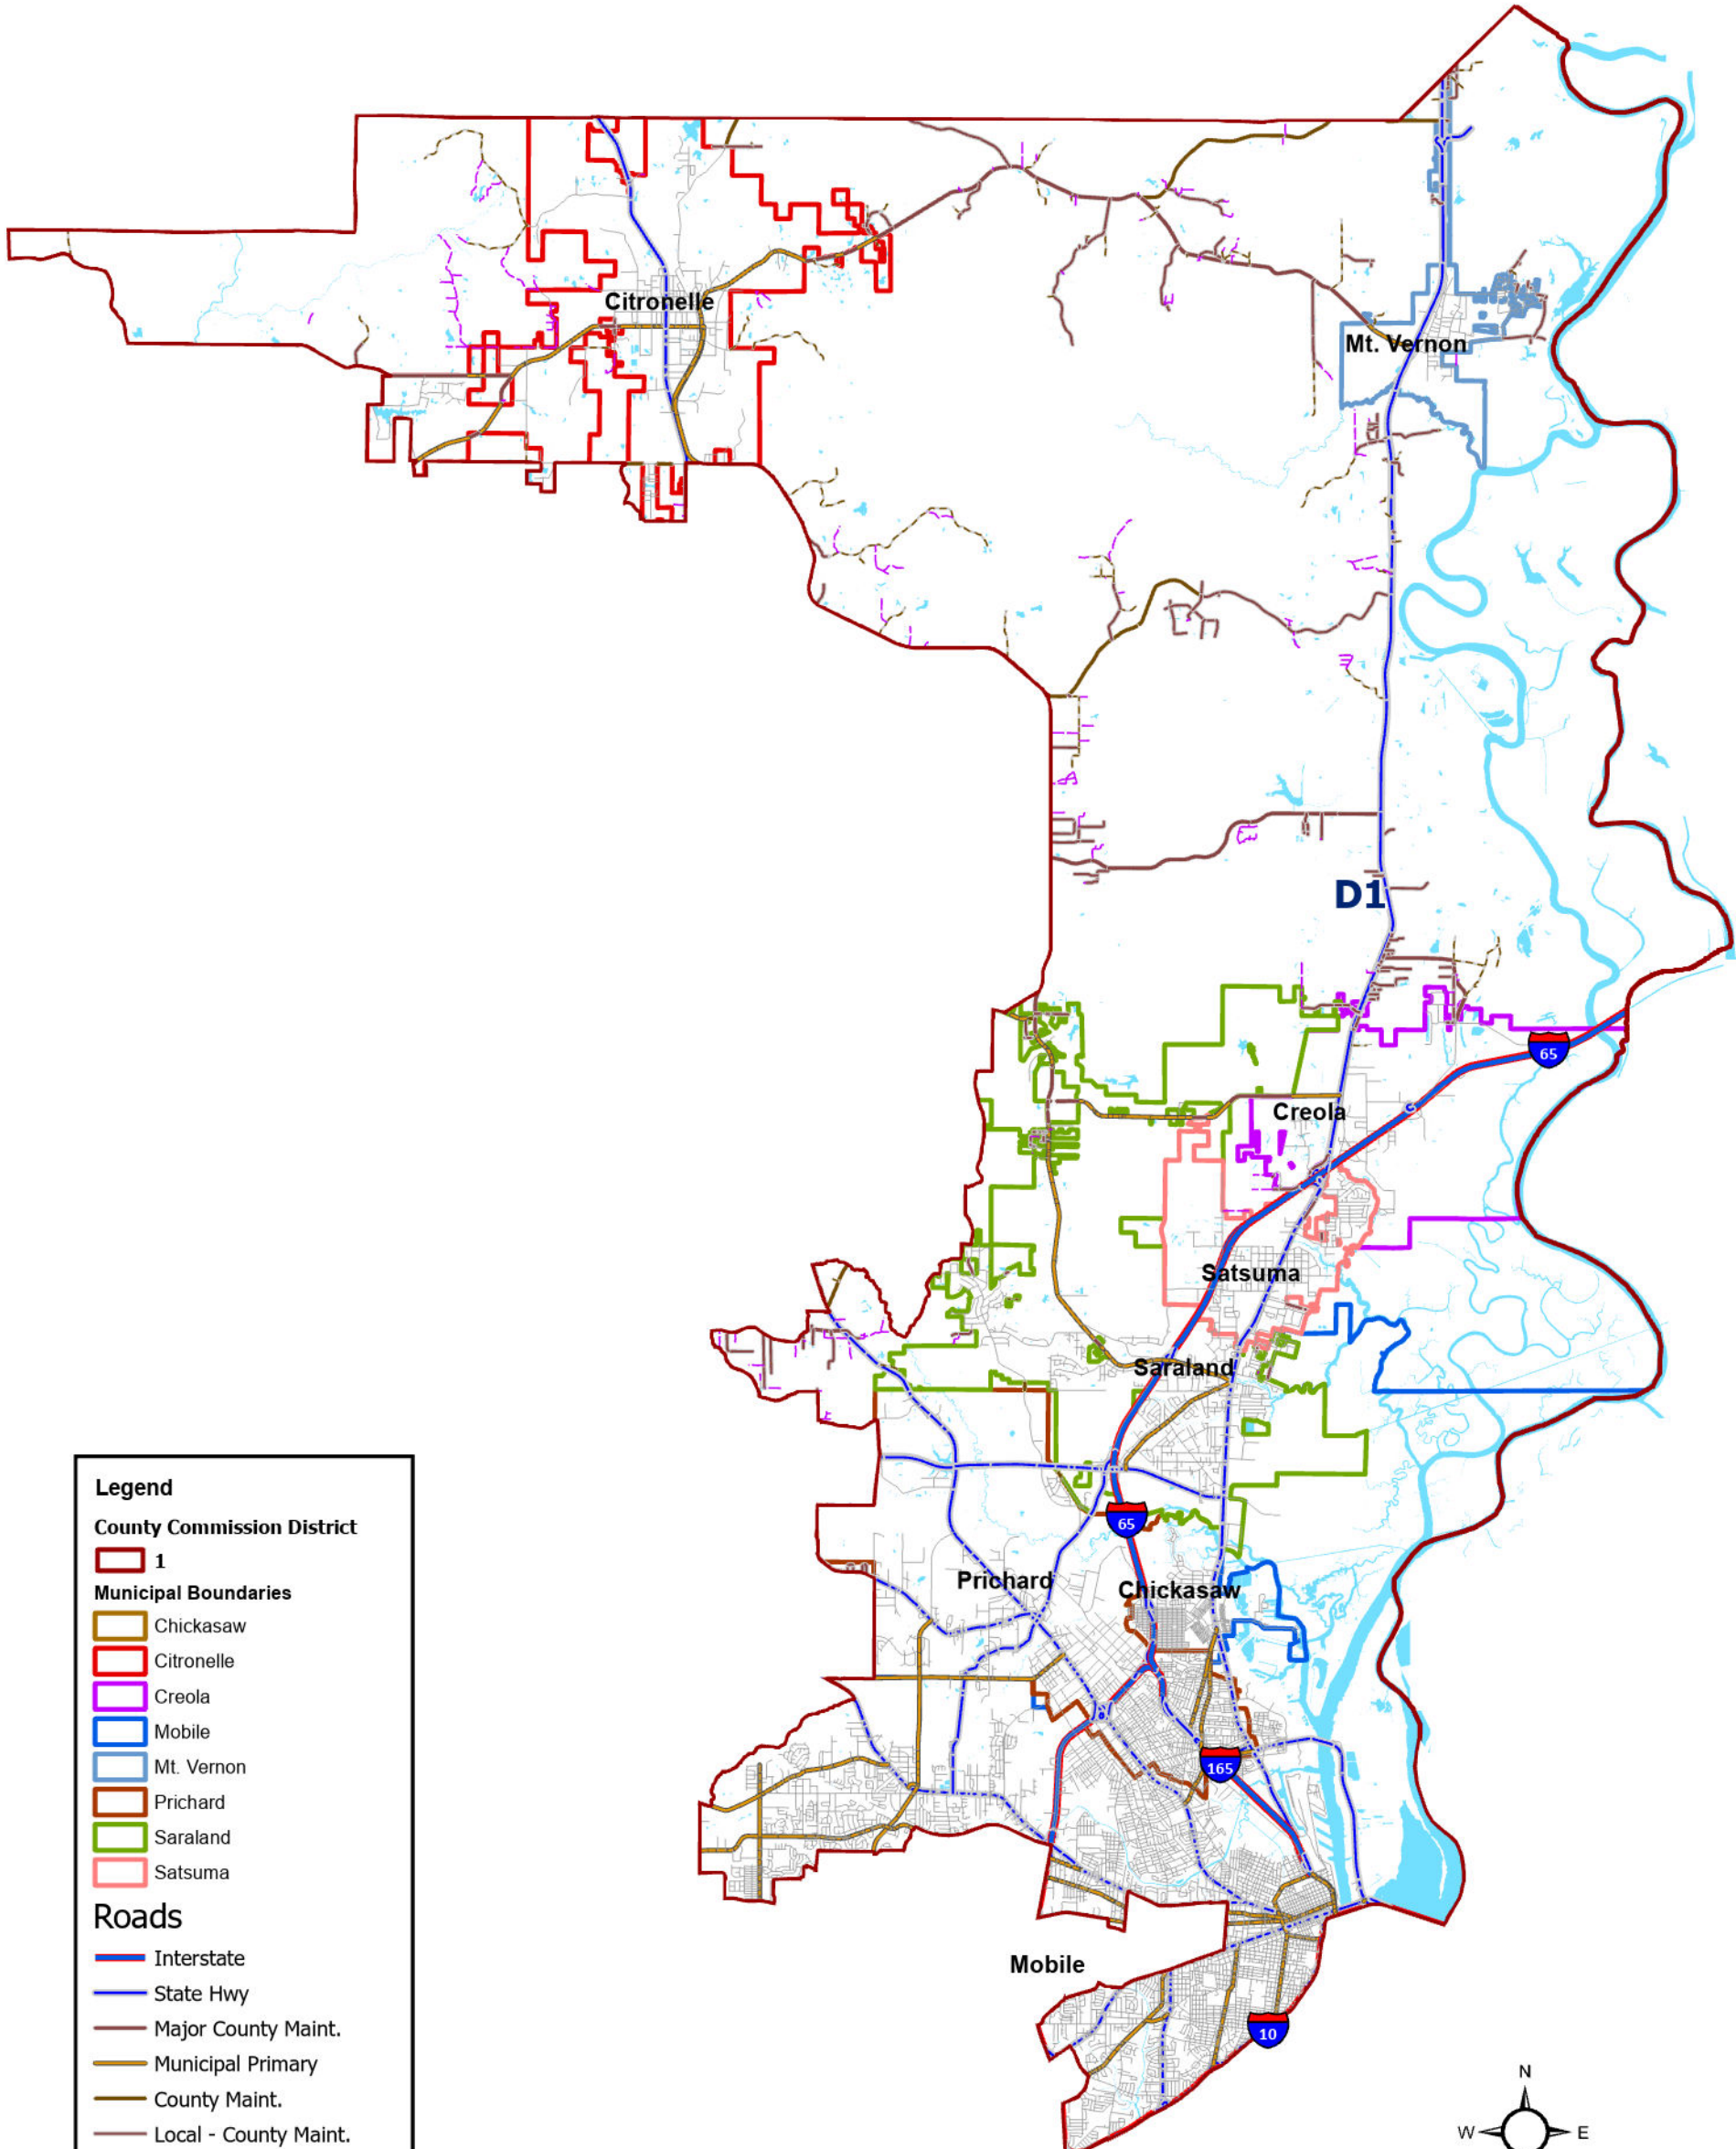 Citronelle
Mt. Vernon
D1
65
Creola
Satsuma
Saraland
65
Prichard
Chickasaw
165
Mobile
10
Legend
County Commission District
1
Municipal Boundaries
Chickasaw
Citronelle
Creola
Mobile
Mt. Vernon
Prichard
Saraland
Satsuma
Roads
Interstate
State Hwy
Major County Maint.
Municipal Primary
County Maint.
Local - County Maint.
N
W E